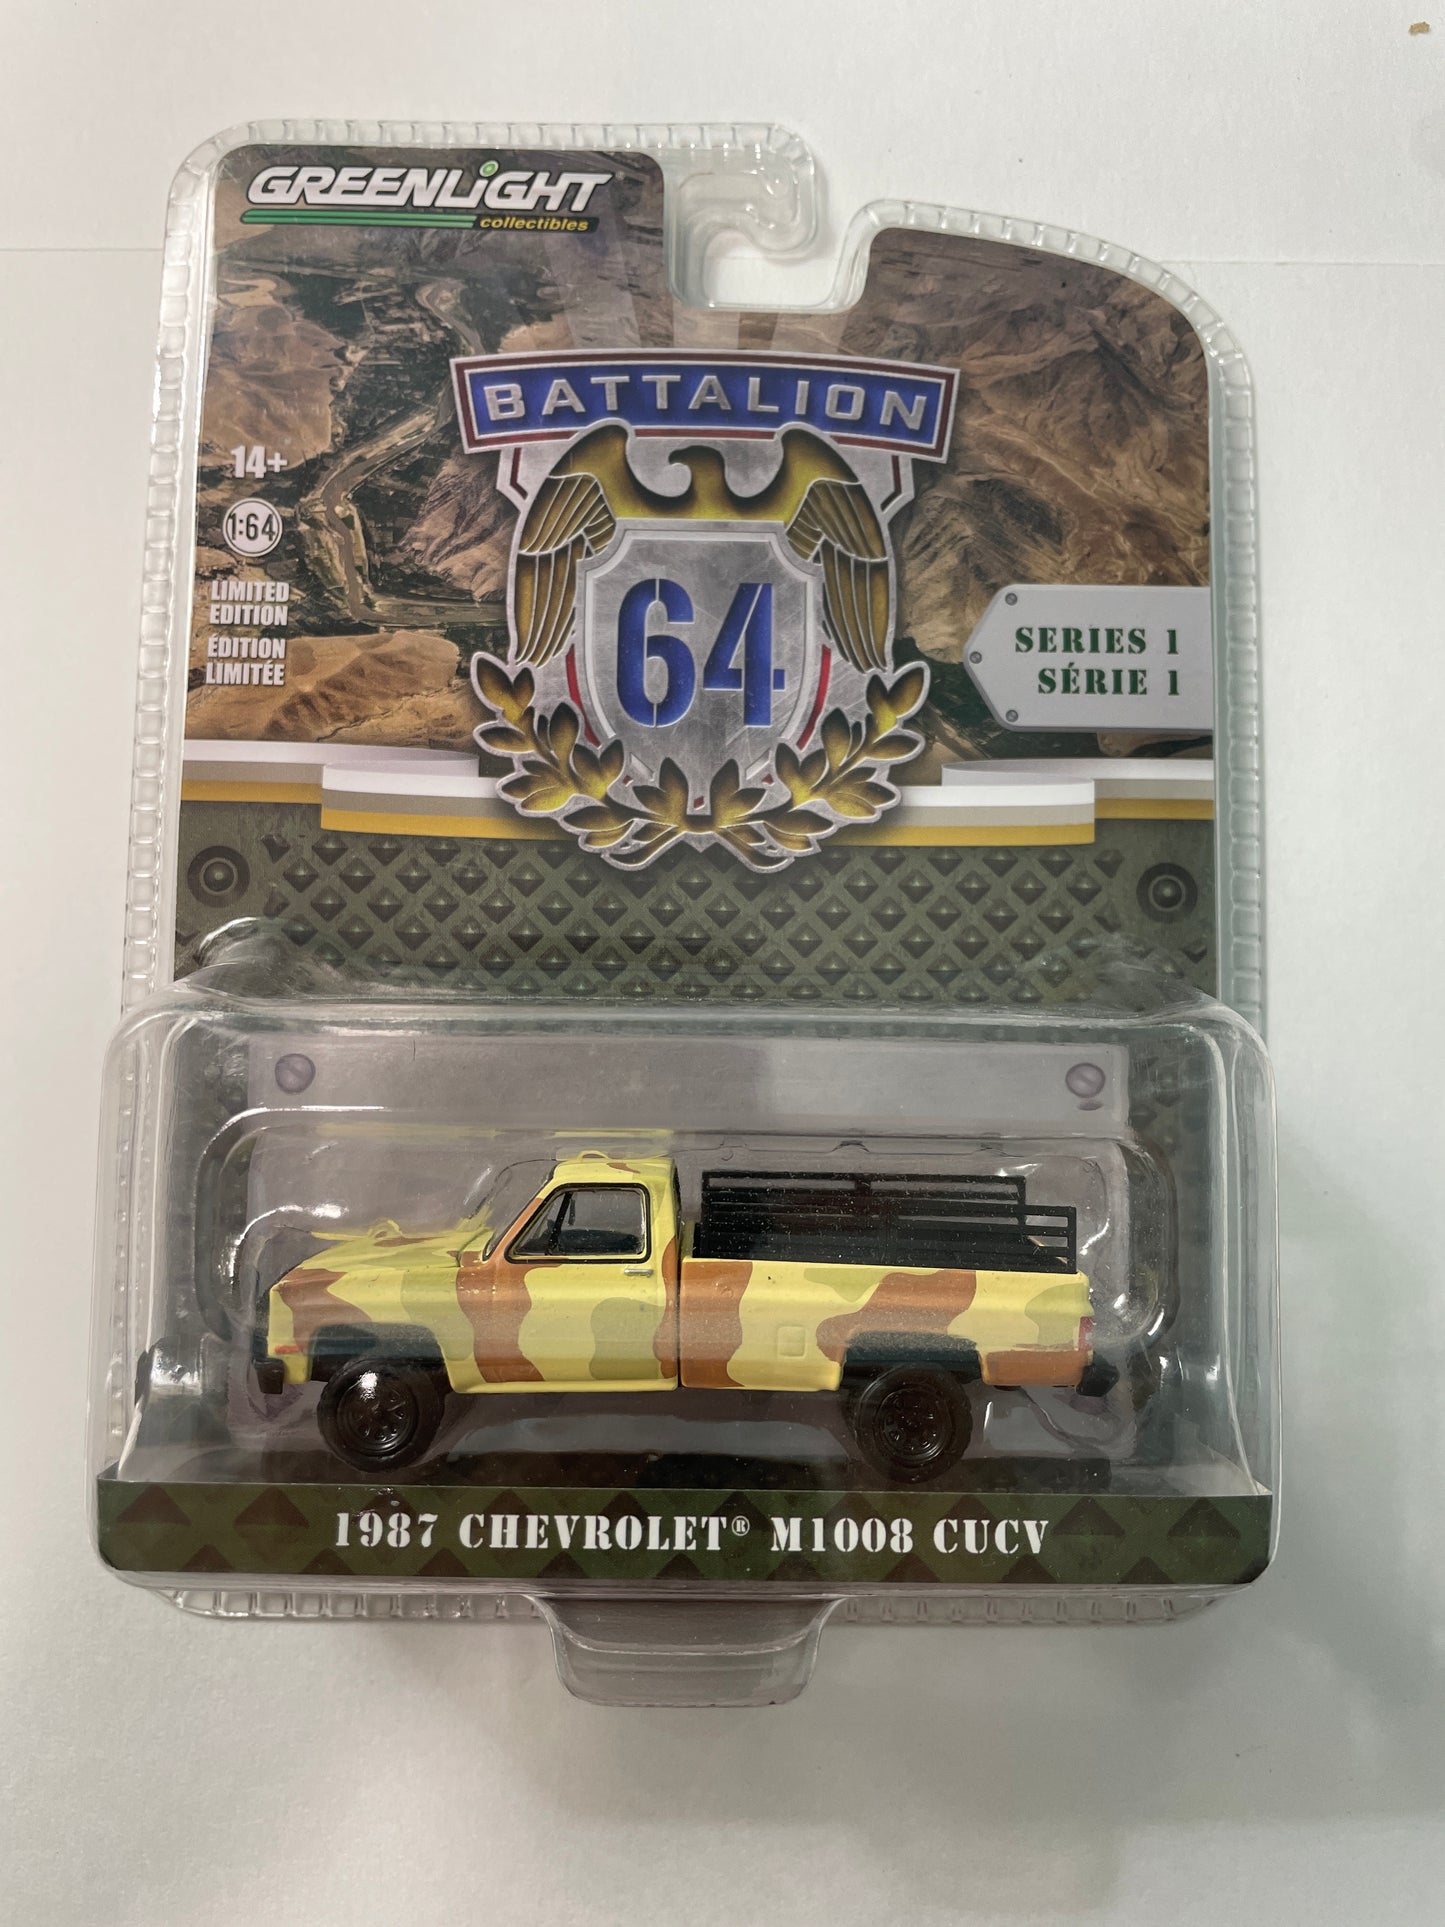 GREENLiGHT
collectibles
BATTALION
64
14+
1:64
LIMITED
EDITION
ÉDITION
LIMITÉE
SERIES 1
SÉRIE 1
1987 CHEVROLET® M1008 CUCV